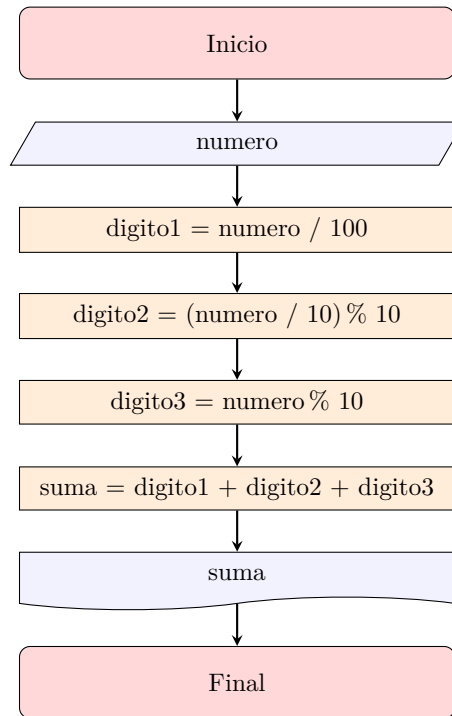 Inicio
numero
digito1 = numero / 100
digito2 = (numero / 10) % 10
digito3 = numero % 10
suma = digito1 + digito2 + digito3
suma
Final